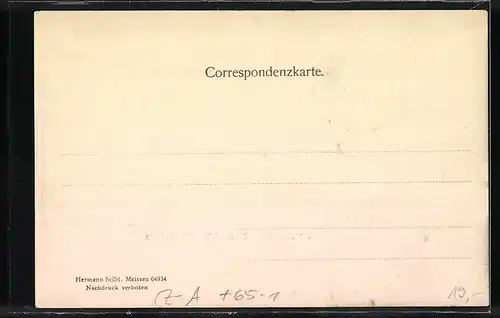 Correspondenzkarte.
Hermann Seibt, Meissen 04934
Nachdruck verboten
Z-A +65-1
19,-